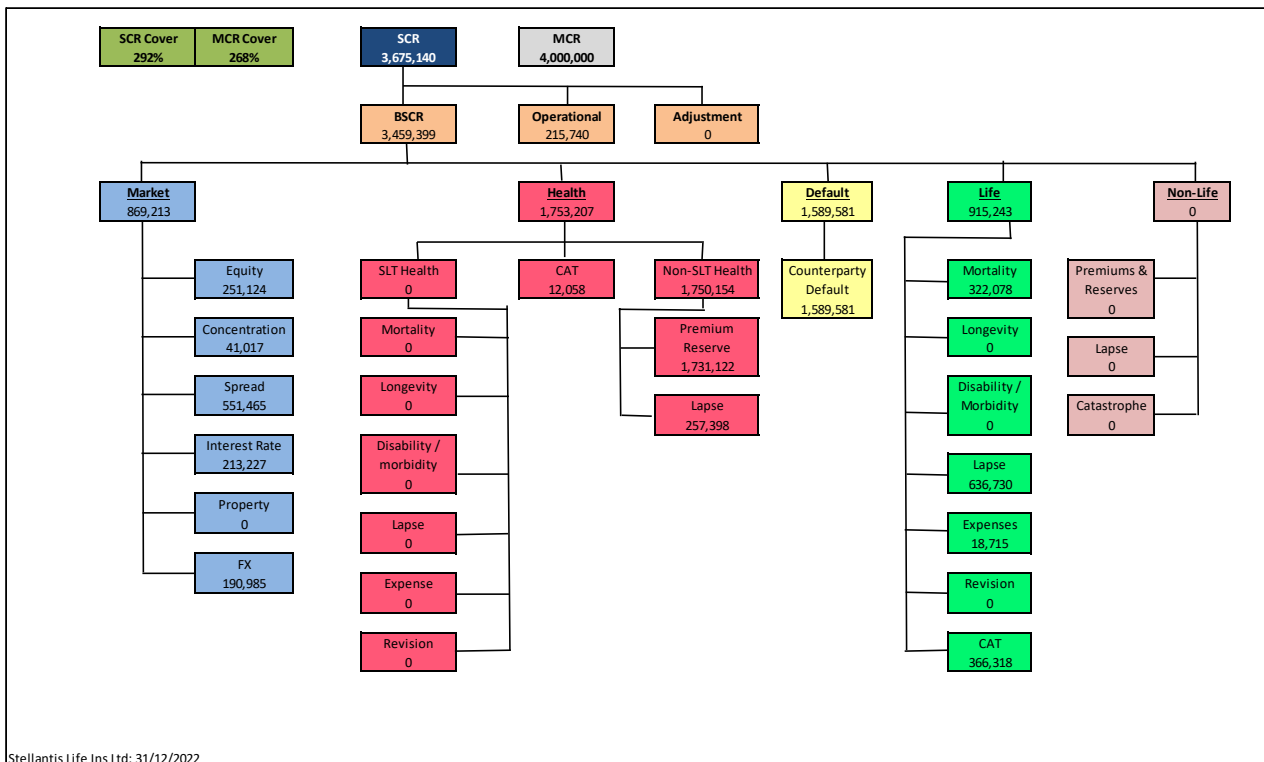 SCR Cover
292%
MCR Cover
268%
SCR
3,675,140
MCR
4,000,000
BSCR
3,459,399
Operational
215,740
Adjustment
0
Market
869,213
Health
1,753,207
Default
1,589,581
Life
915,243
Non-Life
0
Equity
251,124
Concentration
41,017
Spread
551,465
Interest Rate
213,227
Property
0
FX
190,985
SLT Health
0
Mortality
0
Longevity
0
Disability /
morbidity
0
Lapse
0
Expense
0
Revision
0
CAT
12,058
Non-SLT Health
1,750,154
Premium
Reserve
1,731,122
Lapse
257,398
Counterparty
Default
1,589,581
Mortality
322,078
Longevity
0
Disability /
Morbidity
0
Lapse
636,730
Expenses
18,715
Revision
0
CAT
366,318
Premiums &
Reserves
0
Lapse
0
Catastrophe
0
Stellantis Life Ins Ltd: 31/12/2022